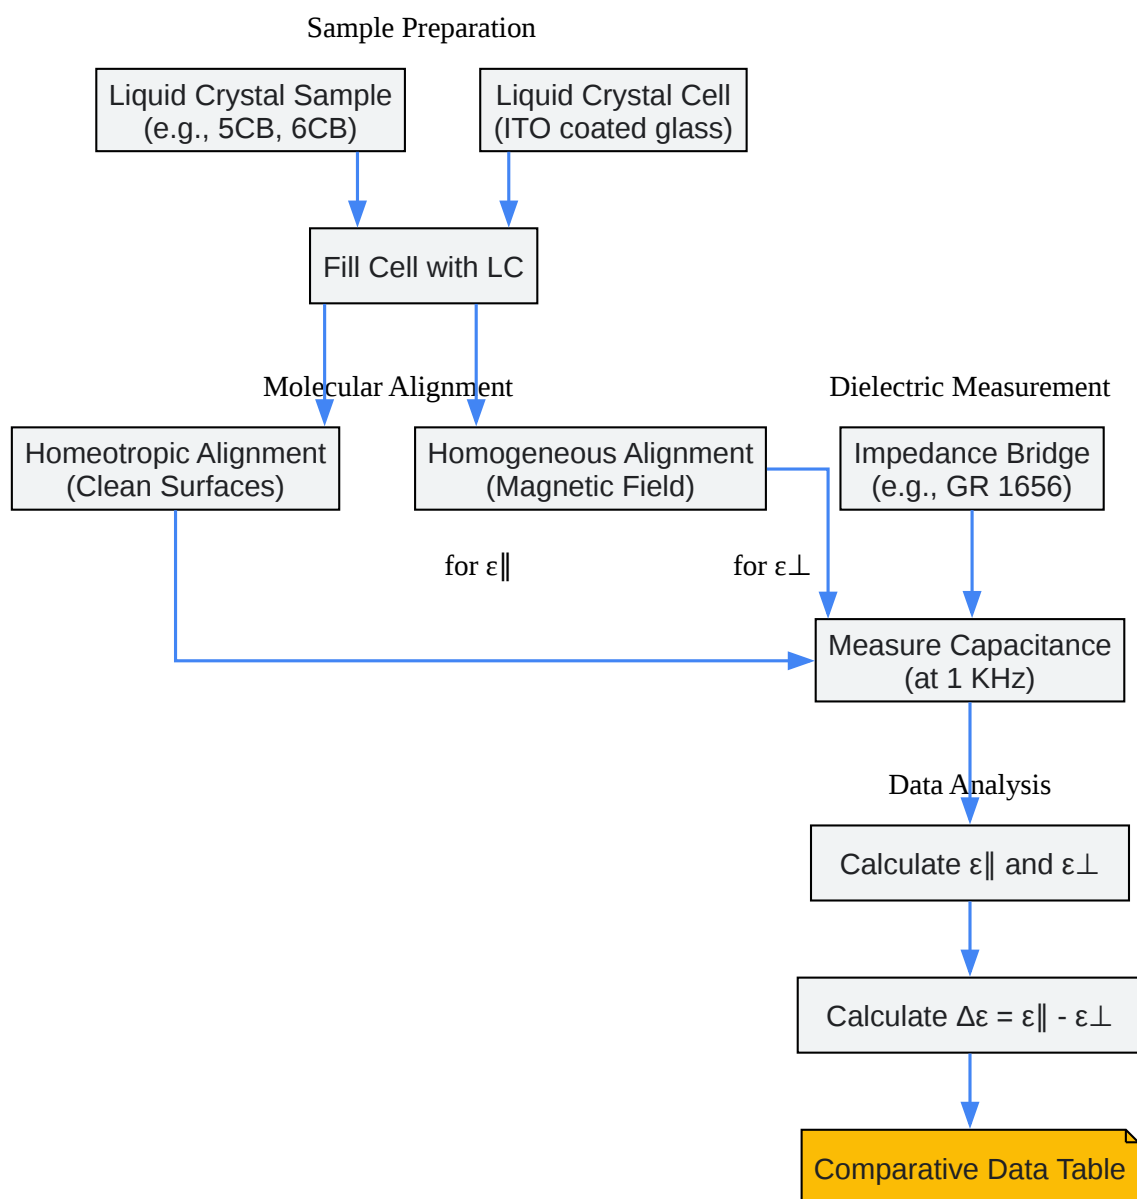 Sample Preparation
Liquid Crystal Sample
(e.g., 5CB, 6CB)
Liquid Crystal Cell
(ITO coated glass)
Fill Cell with LC
Molecular Alignment
Dielectric Measurement
Homeotropic Alignment
(Clean Surfaces)
Homogeneous Alignment
(Magnetic Field)
Impedance Bridge
(e.g., GR 1656)
for ε∥
for ε⊥
Measure Capacitance
(at 1 KHz)
Data Analysis
Calculate ε∥ and ε⊥
Calculate Δε = ε∥ - ε⊥
Comparative Data Table